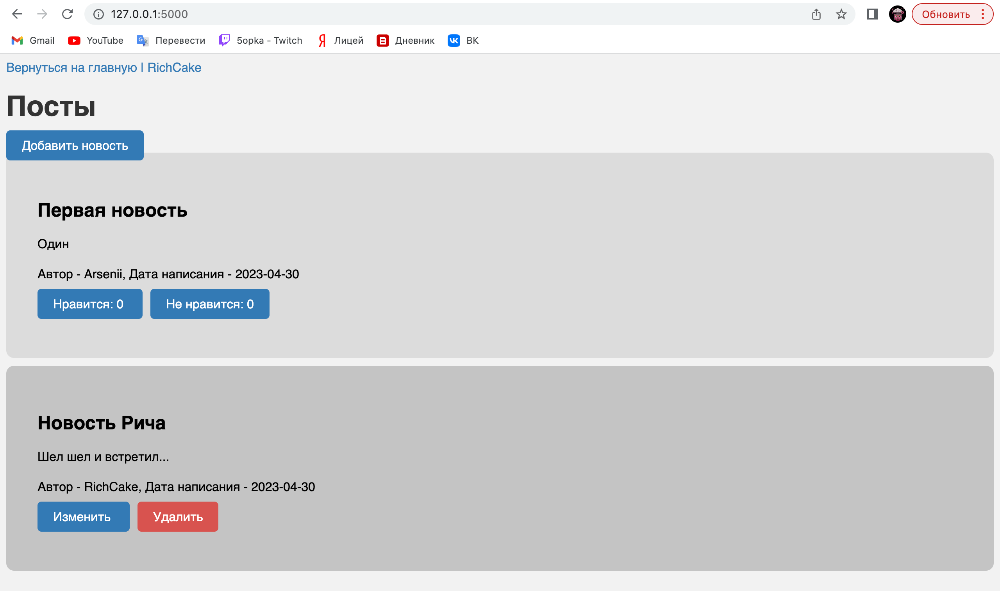 127.0.0.1:5000 Обновить
Gmail YouTube Перевести 5opka - Twitch Лицей Дневник ВК
Вернуться на главную | RichCake
Посты
Добавить новость
Первая новость
Один
Автор - Arsenii, Дата написания - 2023-04-30
Нравится: 0 Не нравится: 0
Новость Рича
Шел шел и встретил...
Автор - RichCake, Дата написания - 2023-04-30
Изменить Удалить